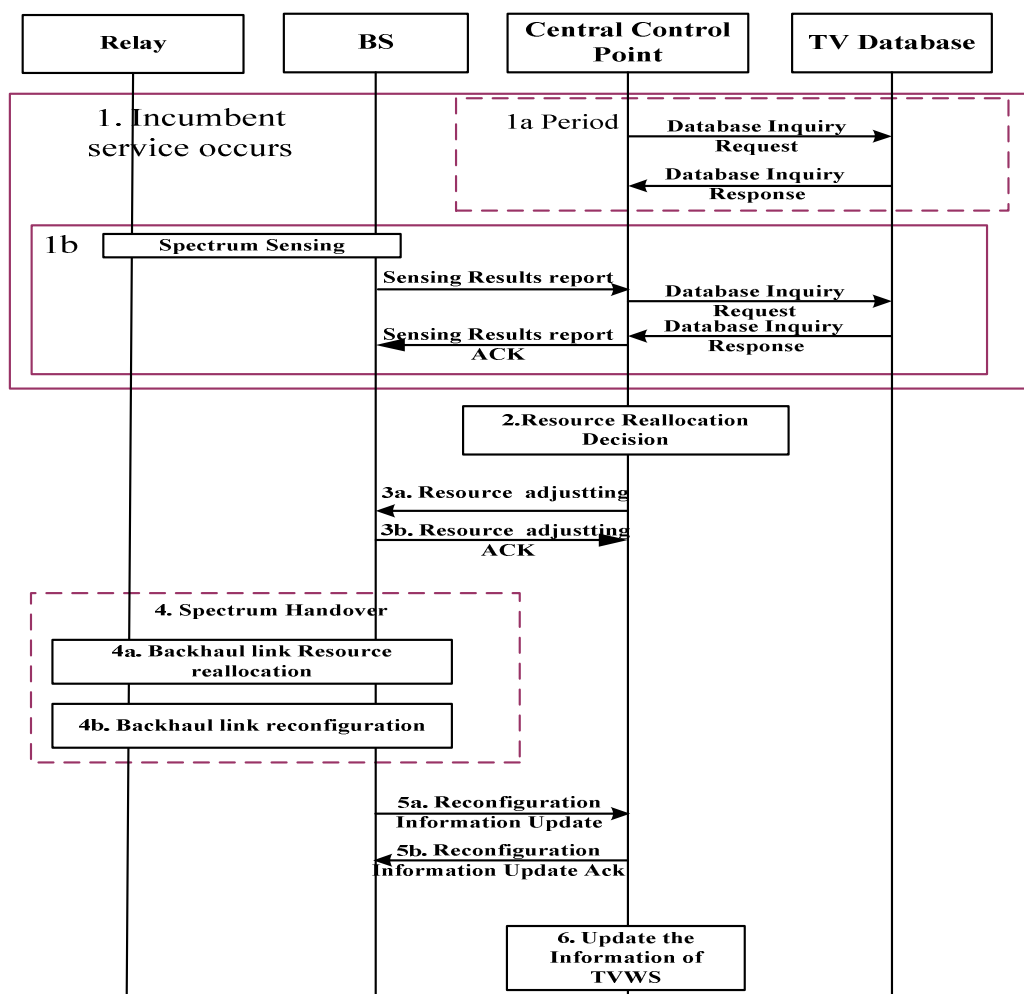 Relay
BS
Central Control
Point
TV Database
1. Incumbent
service occurs
1a Period
Database Inquiry
Request
Database Inquiry
Response
1b
Spectrum Sensing
Sensing Results report
Database Inquiry
Request
Sensing Results report
ACK
Database Inquiry
Response
2.Resource Reallocation
Decision
3a. Resource adjustting
3b. Resource adjustting
ACK
4. Spectrum Handover
4a. Backhaul link Resource
reallocation
4b. Backhaul link reconfiguration
5a. Reconfiguration
Information Update
5b. Reconfiguration
Information Update Ack
6. Update the
Information of
TVWS